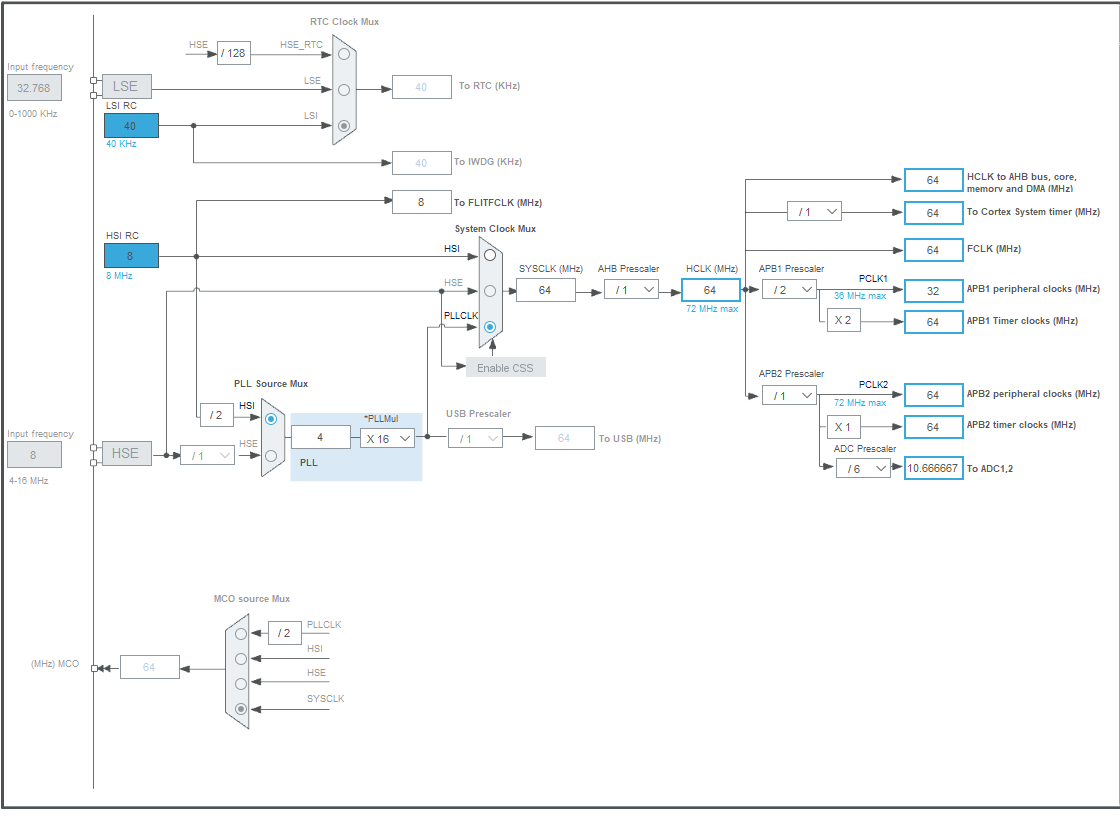 RTC Clock Mux
HSE
/ 128
HSE_RTC
Input frequency
32.768
0-1000 KHz
LSE
LSE
40
To RTC (KHz)
LSI RC
40
40 KHz
LSI
40
To IWDG (KHz)
8
To FLITFCLK (MHz)
HSI RC
8
8 MHz
System Clock Mux
HSI
HSE
PLLCLK
Enable CSS
SYSCLK (MHz)
64
AHB Prescaler
/ 1
HCLK (MHz)
64
72 MHz max
64
HCLK to AHB bus, core,
memory and DMA (MHz)
/ 1
64
To Cortex System timer (MHz)
64
FCLK (MHz)
APB1 Prescaler
/ 2
PCLK1
36 MHz max
32
APB1 peripheral clocks (MHz)
X 2
64
APB1 Timer clocks (MHz)
APB2 Prescaler
/ 1
PCLK2
72 MHz max
64
APB2 peripheral clocks (MHz)
X 1
64
APB2 timer clocks (MHz)
ADC Prescaler
/ 6
10.666667
To ADC1,2
PLL Source Mux
/ 2
HSI
Input frequency
8
4-16 MHz
HSE
/ 1
HSE
4
*PLLMul
X 16
PLL
USB Prescaler
/ 1
64
To USB (MHz)
MCO source Mux
/ 2
PLLCLK
HSI
HSE
SYSCLK
(MHz) MCO
64